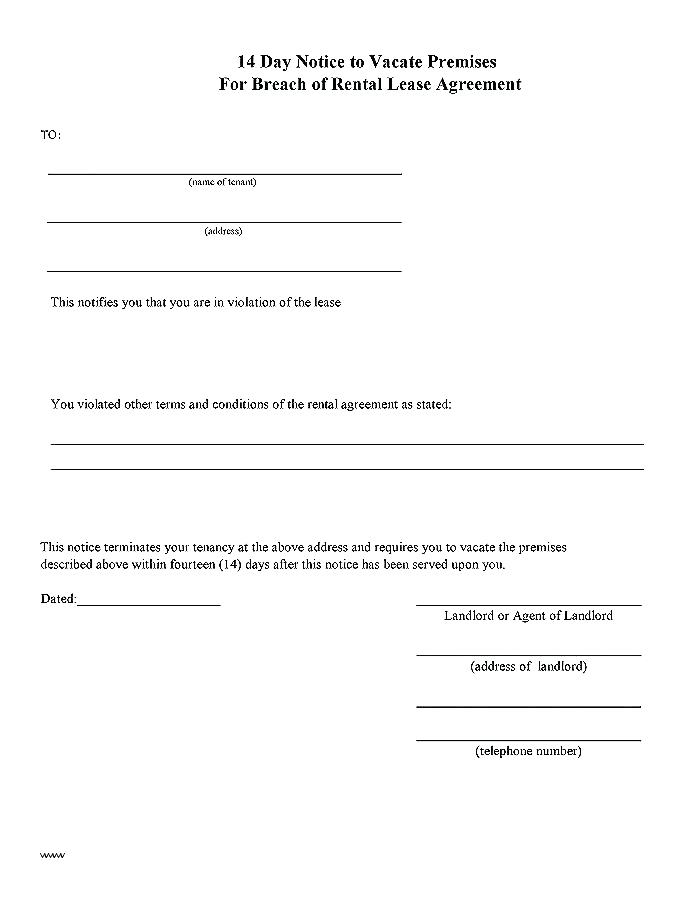 14 Day Notice to Vacate Premises
For Breach of Rental Lease Agreement
TO:
(name of tenant)
(address)
This notifies you that you are in violation of the lease
You violated other terms and conditions of the rental agreement as stated:
This notice terminates your tenancy at the above address and requires you to vacate the premises
described above within fourteen (14) days after this notice has been served upon you.
Dated:
Landlord or Agent of Landlord
(address of landlord)
(telephone number)